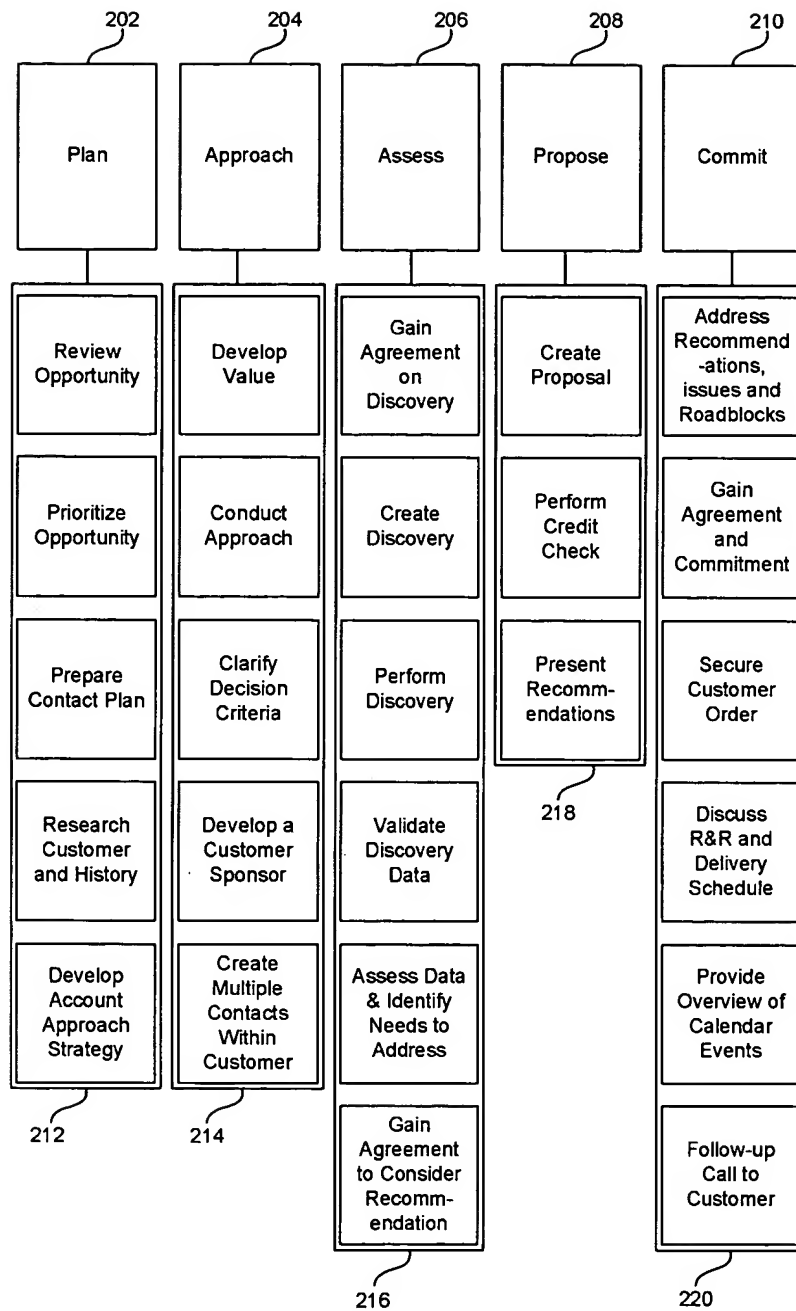 202
204
206
208
210
Plan
Approach
Assess
Propose
Commit
Review
Opportunity
Prioritize
Opportunity
Prepare
Contact Plan
Research
Customer
and History
Develop
Account
Approach
Strategy
212
Develop
Value
Conduct
Approach
Clarify
Decision
Criteria
Develop a
Customer
Sponsor
Create
Multiple
Contacts
Within
Customer
214
Gain
Agreement
on
Discovery
Create
Discovery
Perform
Discovery
Validate
Discovery
Data
Assess Data
& Identify
Needs to
Address
Gain
Agreement
to Consider
Recomm-
endation
216
Create
Proposal
Perform
Credit
Check
Present
Recomm-
endations
218
Address
Recommend
-ations,
issues and
Roadblocks
Gain
Agreement
and
Commitment
Secure
Customer
Order
Discuss
R&R and
Delivery
Schedule
Provide
Overview of
Calendar
Events
Follow-up
Call to
Customer
220